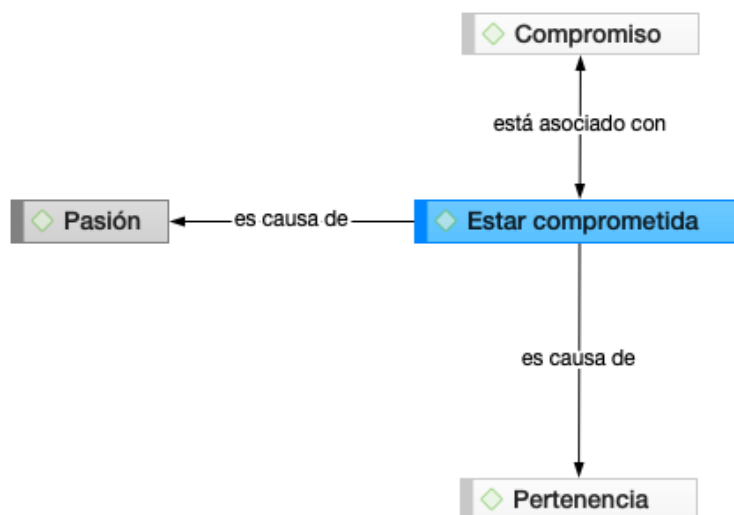 Compromiso
está asociado con
Pasión
es causa de
Estar comprometida
es causa de
Pertenencia